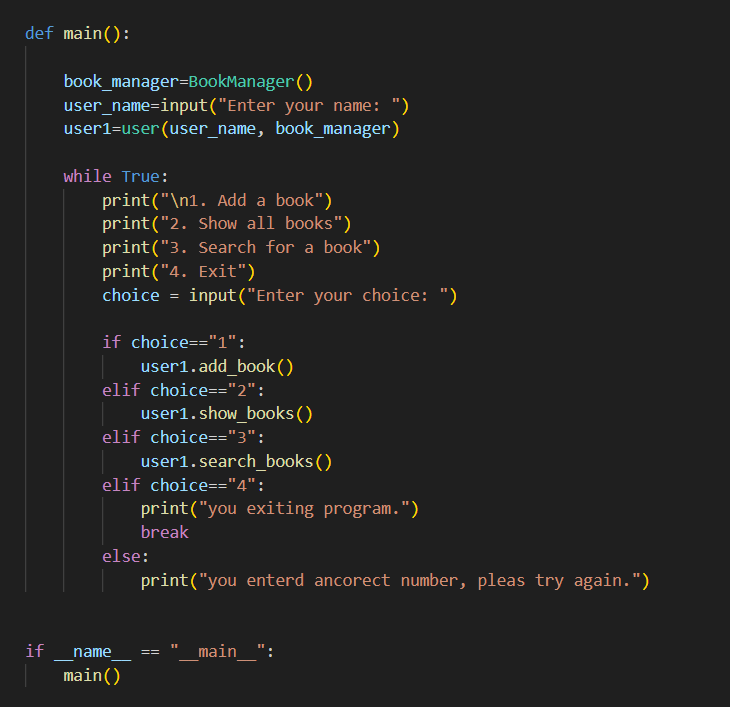 def main():
    book_manager=BookManager()
    user_name=input("Enter your name: ")
    user1=user(user_name, book_manager)
    while True:
        print("\n1. Add a book")
        print("2. Show all books")
        print("3. Search for a book")
        print("4. Exit")
        choice = input("Enter your choice: ")
        if choice=="1":
            user1.add_book()
        elif choice=="2":
            user1.show_books()
        elif choice=="3":
            user1.search_books()
        elif choice=="4":
            print("you exiting program.")
            break
        else:
            print("you enterd ancorect number, pleas try again.")
if __name__ == "__main__":
    main()